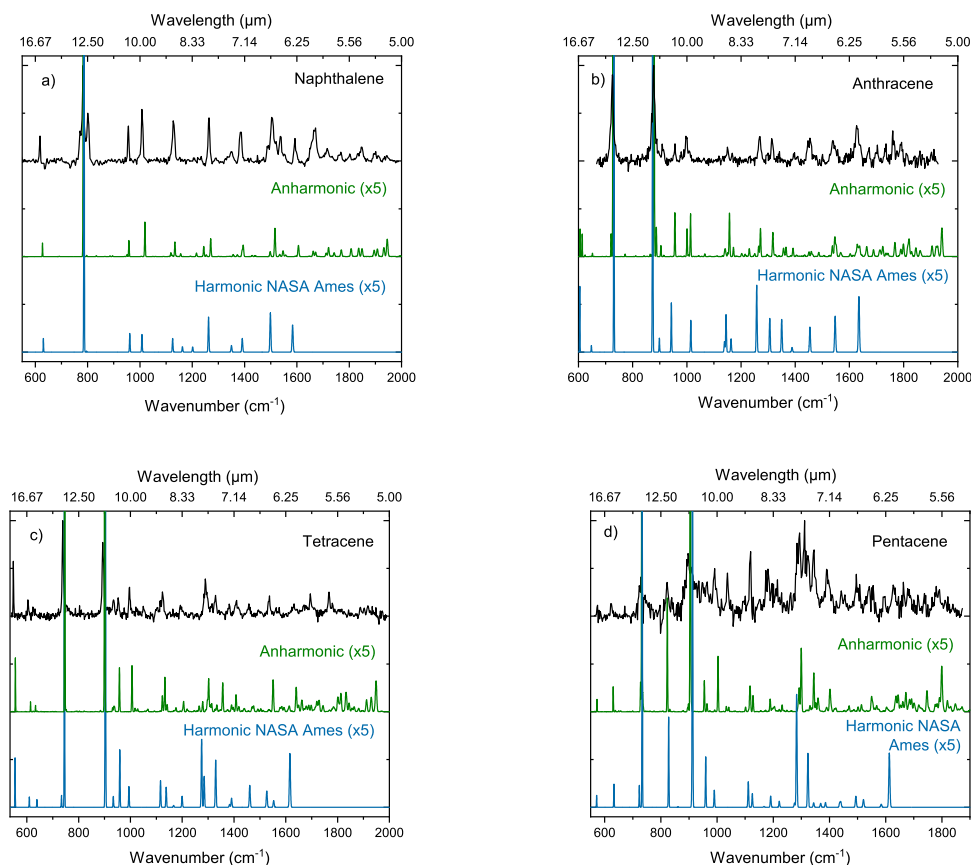 Wavelength (μm)
16.67 12.50 10.00 8.33 7.14 6.25 5.56 5.00
a)
Naphthalene
Anharmonic (x5)
Harmonic NASA Ames (x5)
600 800 1000 1200 1400 1600 1800 2000
Wavenumber (cm⁻¹)
Wavelength (μm)
16.67 12.50 10.00 8.33 7.14 6.25 5.56 5.00
b)
Anthracene
Anharmonic (x5)
Harmonic NASA Ames (x5)
600 800 1000 1200 1400 1600 1800 2000
Wavenumber (cm⁻¹)
Wavelength (μm)
16.67 12.50 10.00 8.33 7.14 6.25 5.56 5.00
c)
Tetracene
Anharmonic (x5)
Harmonic NASA Ames (x5)
600 800 1000 1200 1400 1600 1800 2000
Wavenumber (cm⁻¹)
Wavelength (μm)
16.67 12.50 10.00 8.33 7.14 6.25 5.56
d)
Pentacene
Anharmonic (x5)
Harmonic NASA
Ames (x5)
600 800 1000 1200 1400 1600 1800
Wavenumber (cm⁻¹)